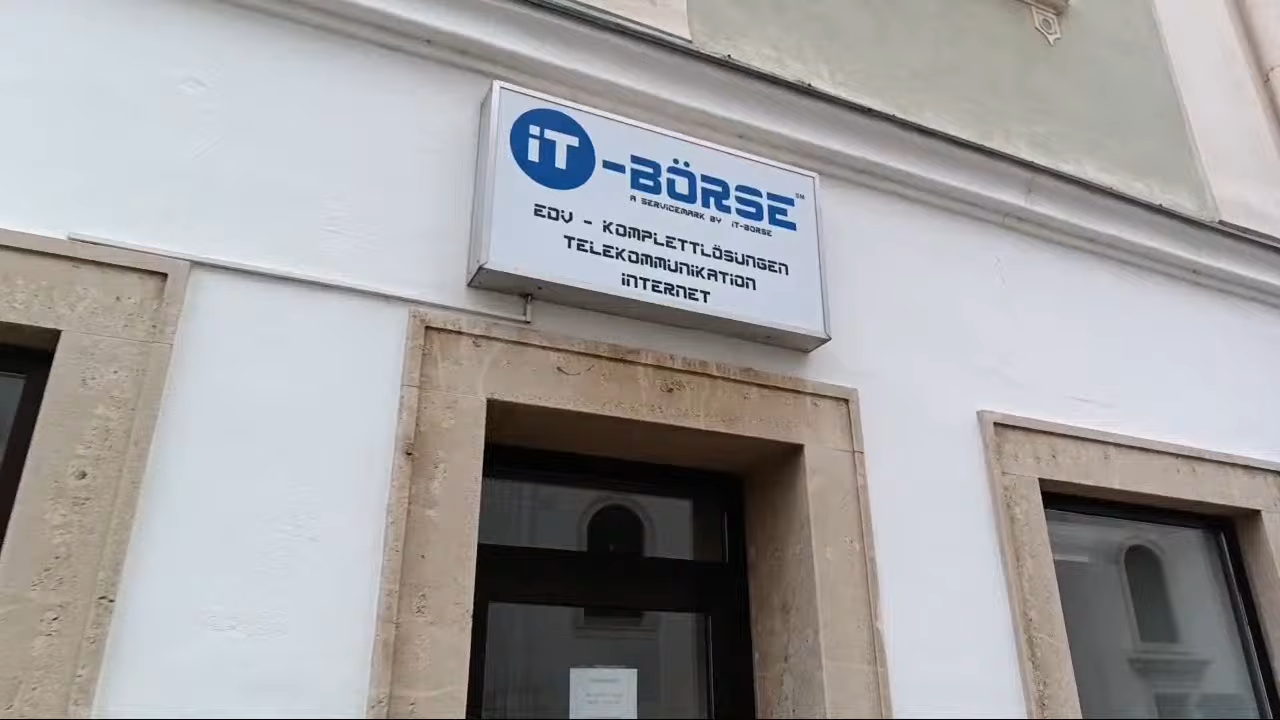 iT-BÖRSE SM
A SERVICEMARK BY IT-BÖRSE
EDV - KOMPLETTLÖSUNGEN
TELEKOMMUNIKATION
INTERNET